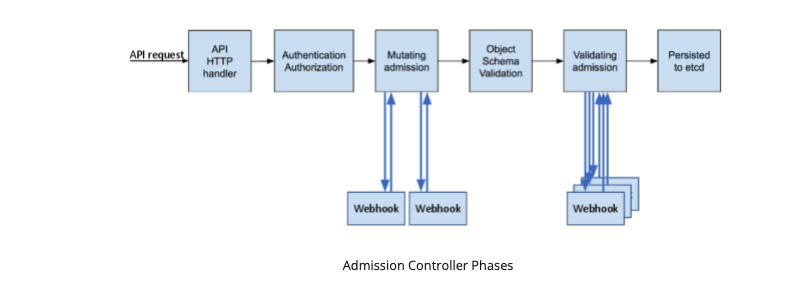 API request
API
HTTP
handler
Authentication
Authorization
Mutating
admission
Object
Schema
Validation
Validating
admission
Persisted
to etcd
Webhook
Webhook
Webhook
Admission Controller Phases